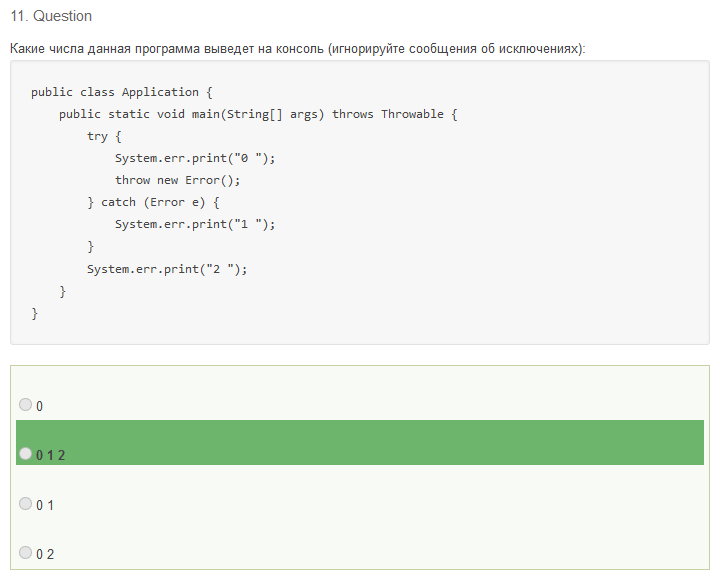 11. Question
Какие числа данная программа выведет на консоль (игнорируйте сообщения об исключениях):
public class Application {
    public static void main(String[] args) throws Throwable {
        try {
            System.err.print("0 ");
            throw new Error();
        } catch (Error e) {
            System.err.print("1 ");
        }
        System.err.print("2 ");
    }
}
0
0 1 2
0 1
0 2